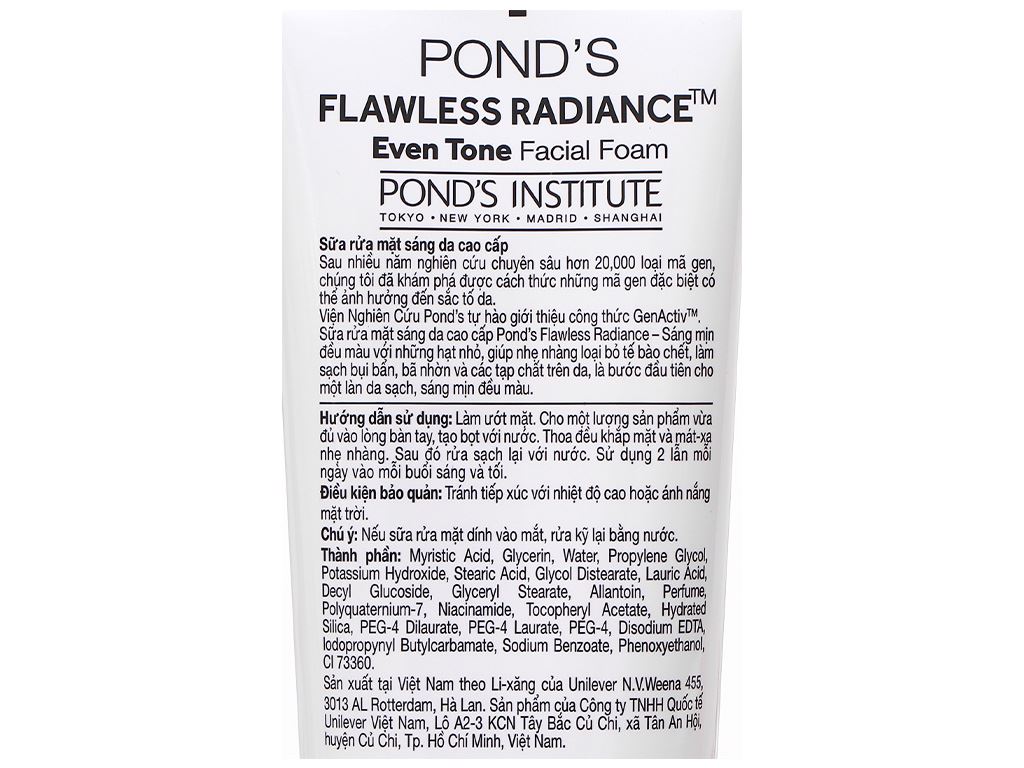 POND'S
FLAWLESS RADIANCE™
Even Tone Facial Foam
POND'S INSTITUTE
TOKYO • NEW YORK • MADRID • SHANGHAI
Sữa rửa mặt sáng da cao cấp
Sau nhiều năm nghiên cứu chuyên sâu hơn 20,000 loại mã gen,
chúng tôi đã khám phá được cách thức những mã gen đặc biệt có
thể ảnh hưởng đến sắc tố da.
Viện Nghiên Cứu Pond's tự hào giới thiệu công thức GenActiv™.
Sữa rửa mặt sáng da cao cấp Pond's Flawless Radiance – Sáng mịn
đều màu với những hạt nhỏ, giúp nhẹ nhàng loại bỏ tế bào chết, làm
sạch bụi bẩn, bã nhờn và các tạp chất trên da, là bước đầu tiên cho
một làn da sạch, sáng mịn đều màu.
Hướng dẫn sử dụng: Làm ướt mặt. Cho một lượng sản phẩm vừa
đủ vào lòng bàn tay, tạo bọt với nước. Thoa đều khắp mặt và mát-xa
nhẹ nhàng. Sau đó rửa sạch lại với nước. Sử dụng 2 lần mỗi
ngày vào mỗi buổi sáng và tối.
Điều kiện bảo quản: Tránh tiếp xúc với nhiệt độ cao hoặc ánh nắng
mặt trời.
Chú ý: Nếu sữa rửa mặt dính vào mắt, rửa kỹ lại bằng nước.
Thành phần: Myristic Acid, Glycerin, Water, Propylene Glycol,
Potassium Hydroxide, Stearic Acid, Glycol Distearate, Lauric Acid,
Decyl Glucoside, Glyceryl Stearate, Allantoin, Perfume,
Polyquaternium-7, Niacinamide, Tocopheryl Acetate, Hydrated
Silica, PEG-4 Dilaurate, PEG-4 Laurate, PEG-4, Disodium EDTA,
Iodopropynyl Butylcarbamate, Sodium Benzoate, Phenoxyethanol,
CI 73360.
Sản xuất tại Việt Nam theo Li-xăng của Unilever N.V.Weena 455,
3013 AL Rotterdam, Hà Lan. Sản phẩm của Công ty TNHH Quốc tế
Unilever Việt Nam, Lô A2-3 KCN Tây Bắc Củ Chi, xã Tân An Hội,
huyện Củ Chi, Tp. Hồ Chí Minh, Việt Nam.